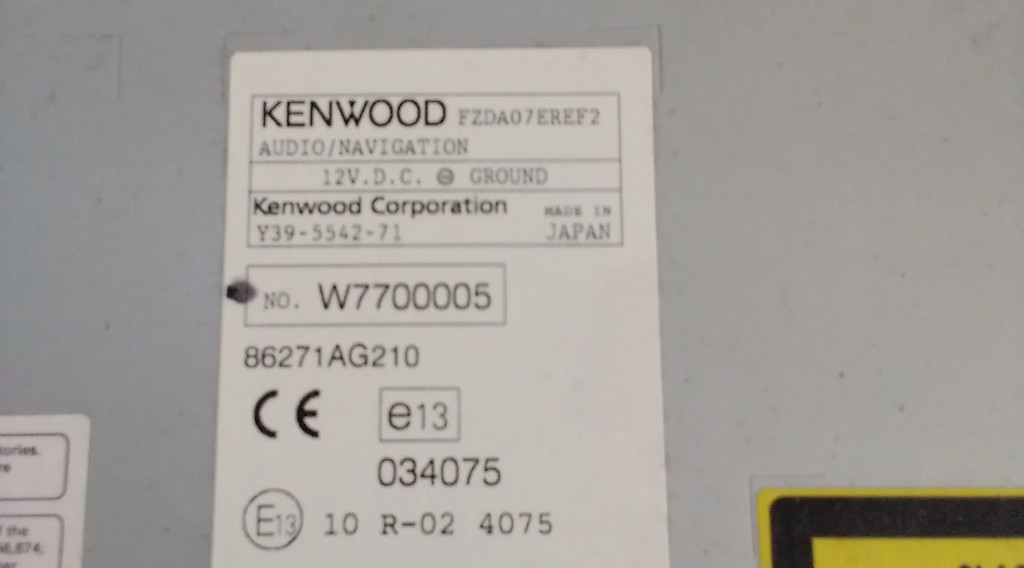 KENWOOD FZDA07EREF2
AUDIO/NAVIGATION
12V.D.C. ⊖ GROUND
Kenwood Corporation MADE IN
Y39-5542-71 JAPAN
NO. W7700005
86271AG210
CE e13
034075
E13 10 R-02 4075
the